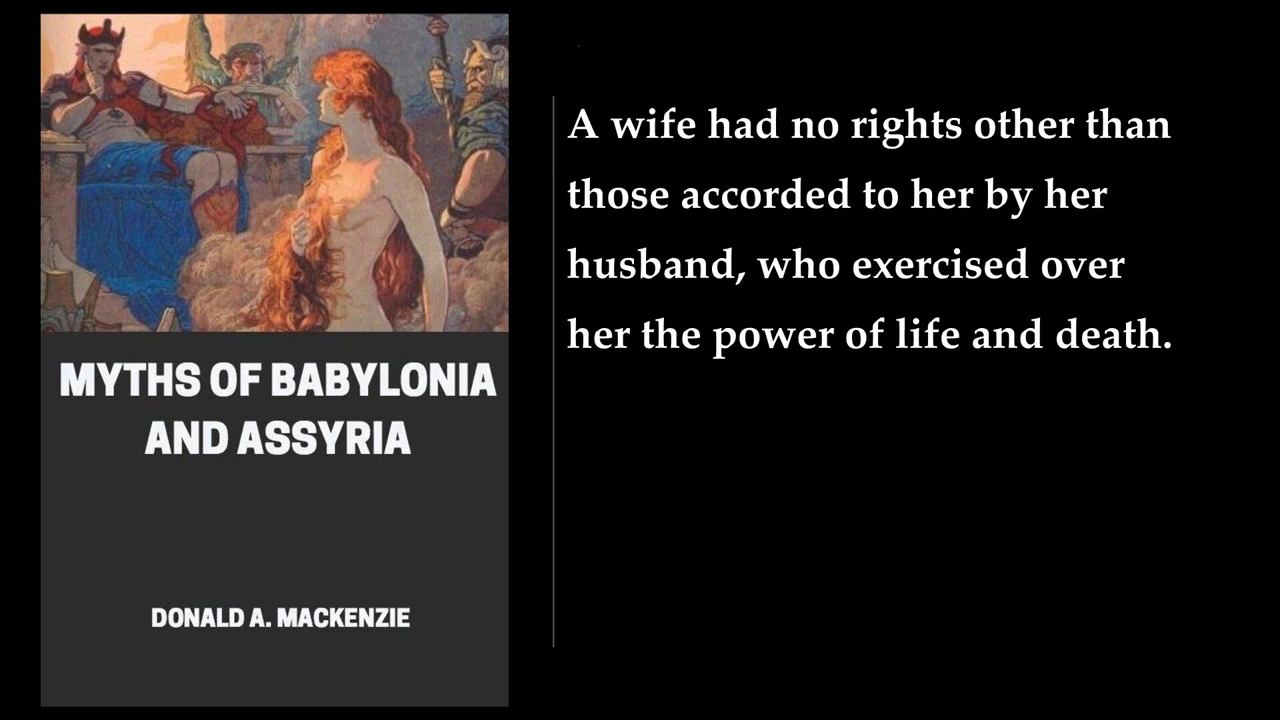 MYTHS OF BABYLONIA
AND ASSYRIA
DONALD A. MACKENZIE
A wife had no rights other than
those accorded to her by her
husband, who exercised over
her the power of life and death.